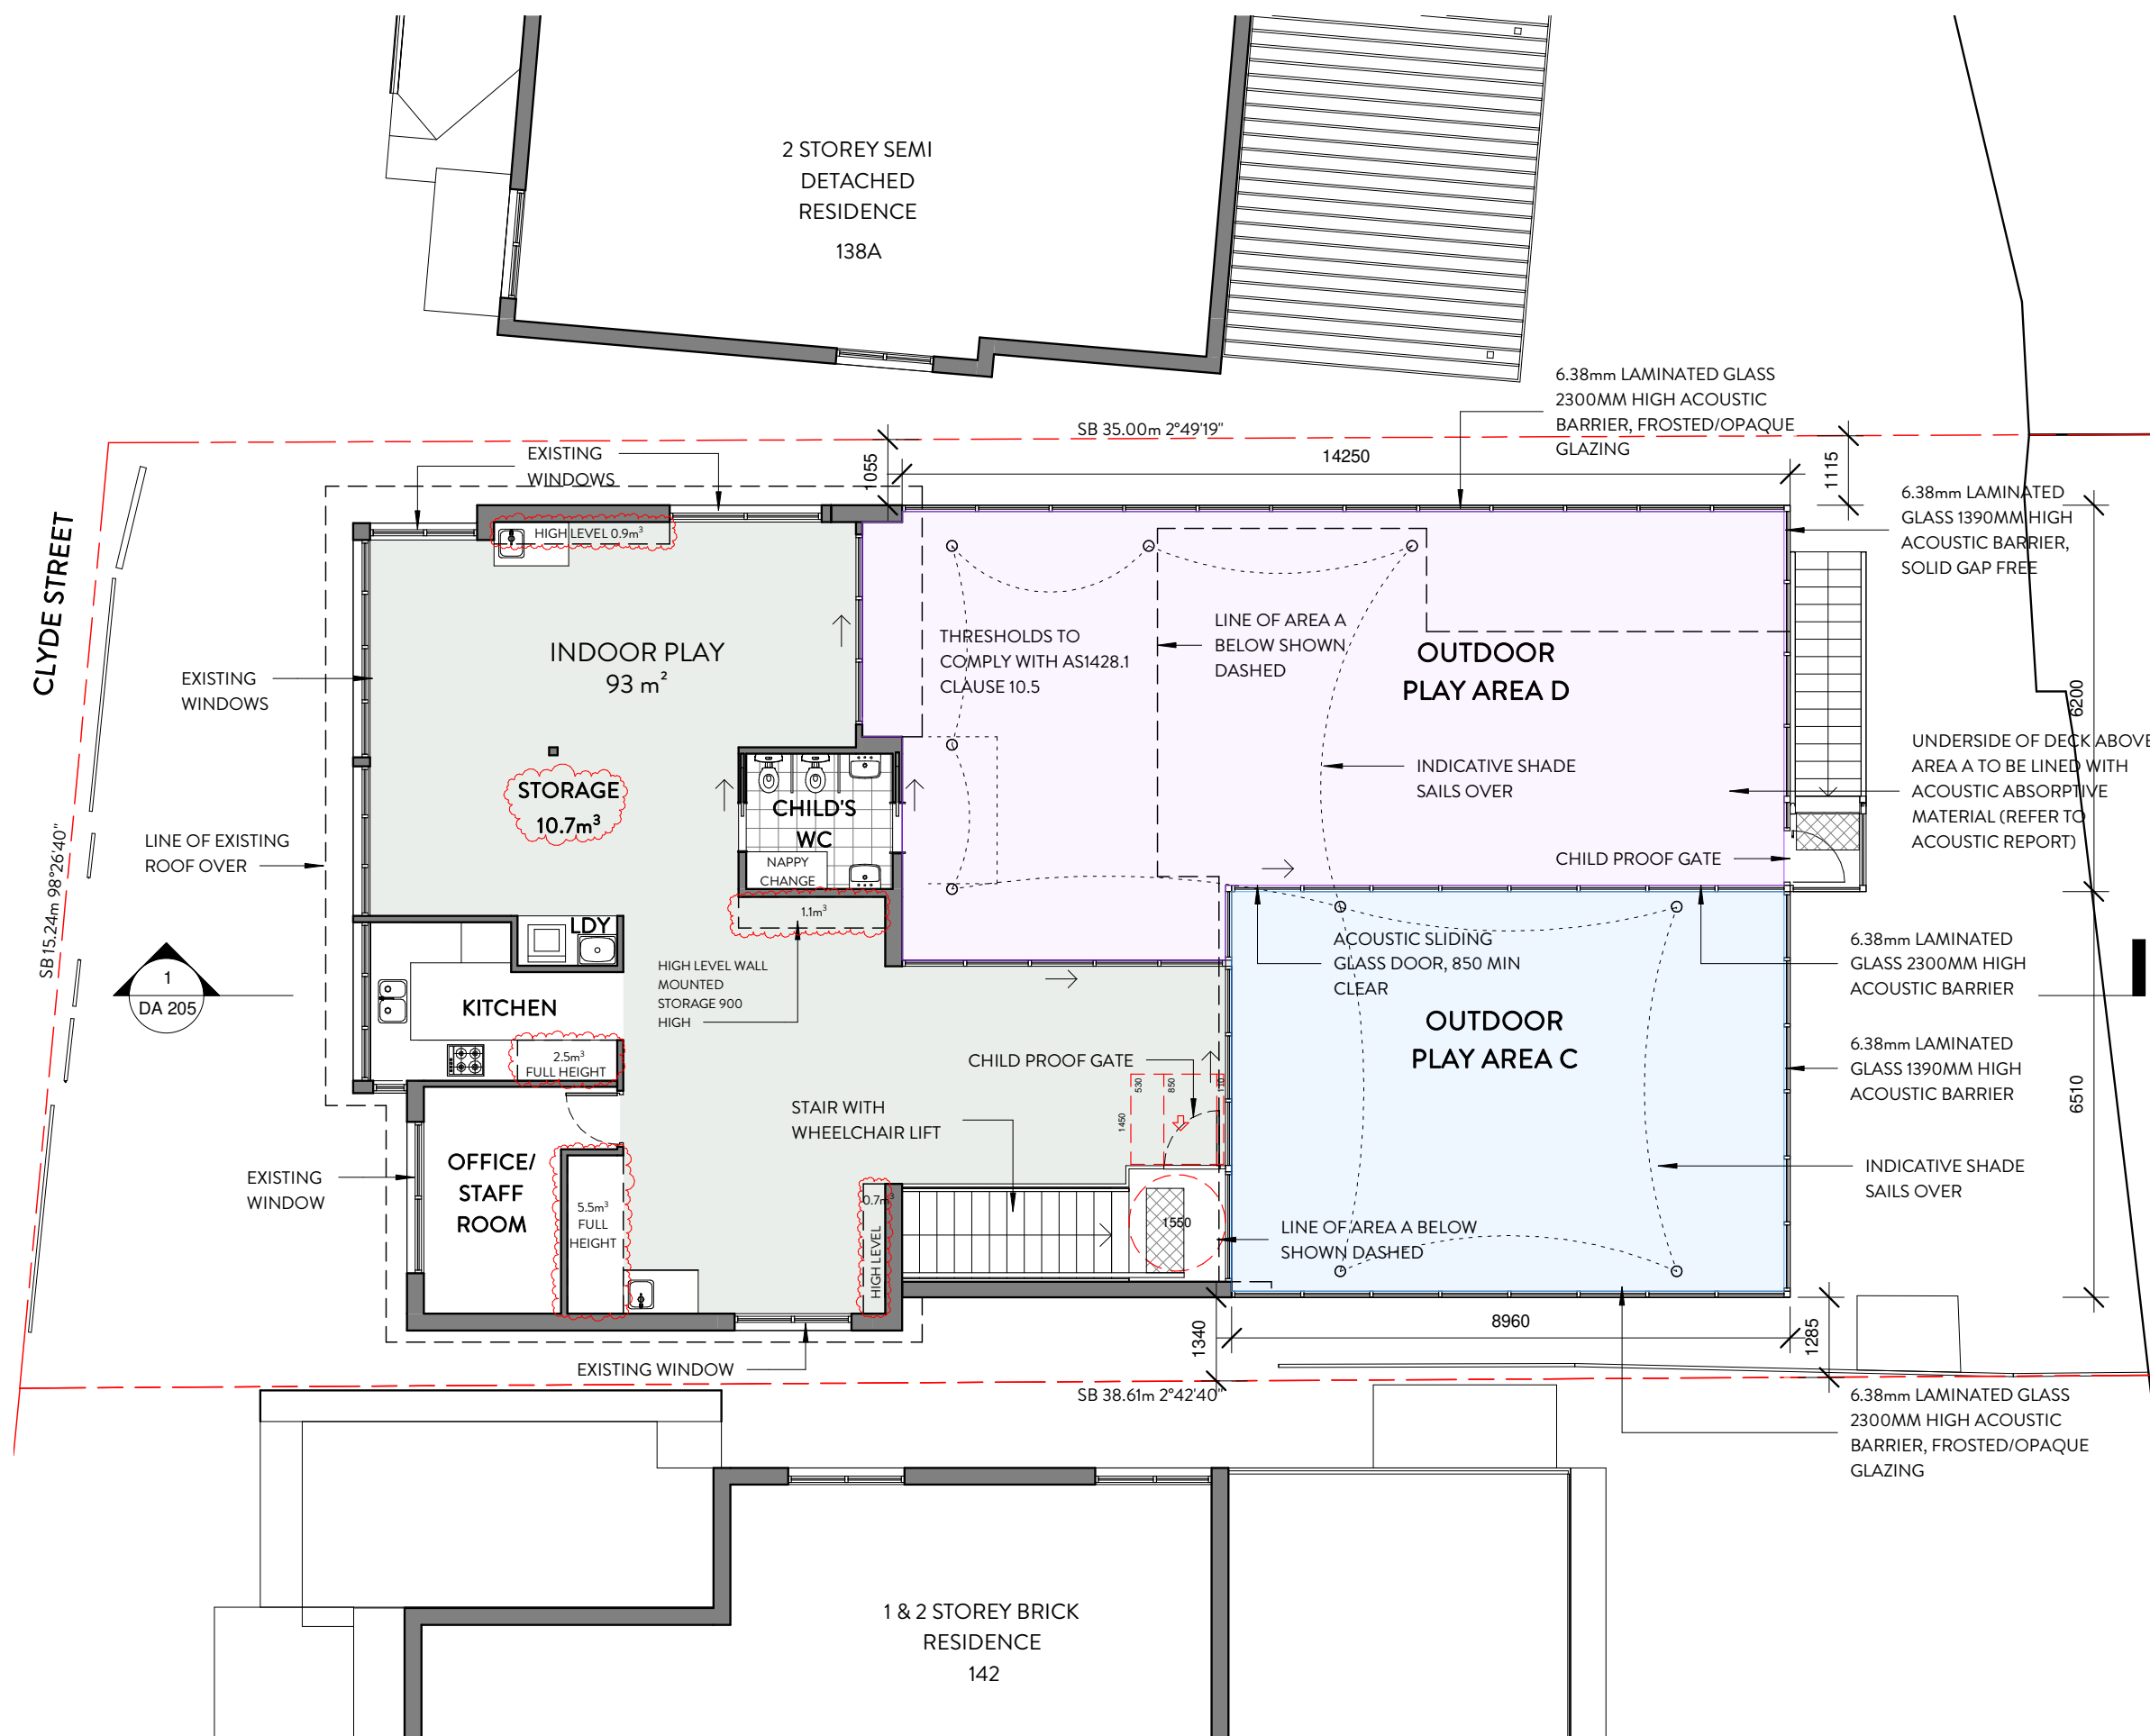 2 STOREY SEMI
DETACHED
RESIDENCE
138A
6.38mm LAMINATED GLASS
2300MM HIGH ACOUSTIC
BARRIER, FROSTED/OPAQUE
GLAZING
SB 35.00m 2°49'19"
14250
1055
1115
EXISTING
WINDOWS
6.38mm LAMINATED
GLASS 1390MM HIGH
ACOUSTIC BARRIER,
SOLID GAP FREE
CLYDE STREET
HIGH LEVEL 0.9m³
INDOOR PLAY
93 m²
THRESHOLDS TO
COMPLY WITH AS1428.1
CLAUSE 10.5
LINE OF AREA A
BELOW SHOWN
DASHED
OUTDOOR
PLAY AREA D
6200
EXISTING
WINDOWS
UNDERSIDE OF DECK ABOVE
AREA A TO BE LINED WITH
ACOUSTIC ABSORPTIVE
MATERIAL (REFER TO
ACOUSTIC REPORT)
INDICATIVE SHADE
SAILS OVER
STORAGE
10.7m³
CHILD'S
WC
NAPPY
CHANGE
LINE OF EXISTING
ROOF OVER
CHILD PROOF GATE
SB 15.24m 98°26'40"
1.1m³
LDY
ACOUSTIC SLIDING
GLASS DOOR, 850 MIN
CLEAR
6.38mm LAMINATED
GLASS 2300MM HIGH
ACOUSTIC BARRIER
HIGH LEVEL WALL
MOUNTED
STORAGE 900
HIGH
1
DA 205
KITCHEN
OUTDOOR
PLAY AREA C
2.5m³
FULL HEIGHT
CHILD PROOF GATE
6.38mm LAMINATED
GLASS 1390MM HIGH
ACOUSTIC BARRIER
530
850
110
1450
6510
STAIR WITH
WHEELCHAIR LIFT
OFFICE/
STAFF
ROOM
EXISTING
WINDOW
INDICATIVE SHADE
SAILS OVER
5.5m³
FULL
HEIGHT
0.7m³
HIGH LEVEL
1550
LINE OF AREA A BELOW
SHOWN DASHED
8960
1340
1285
EXISTING WINDOW
SB 38.61m 2°42'40"
6.38mm LAMINATED GLASS
2300MM HIGH ACOUSTIC
BARRIER, FROSTED/OPAQUE
GLAZING
1 & 2 STOREY BRICK
RESIDENCE
142